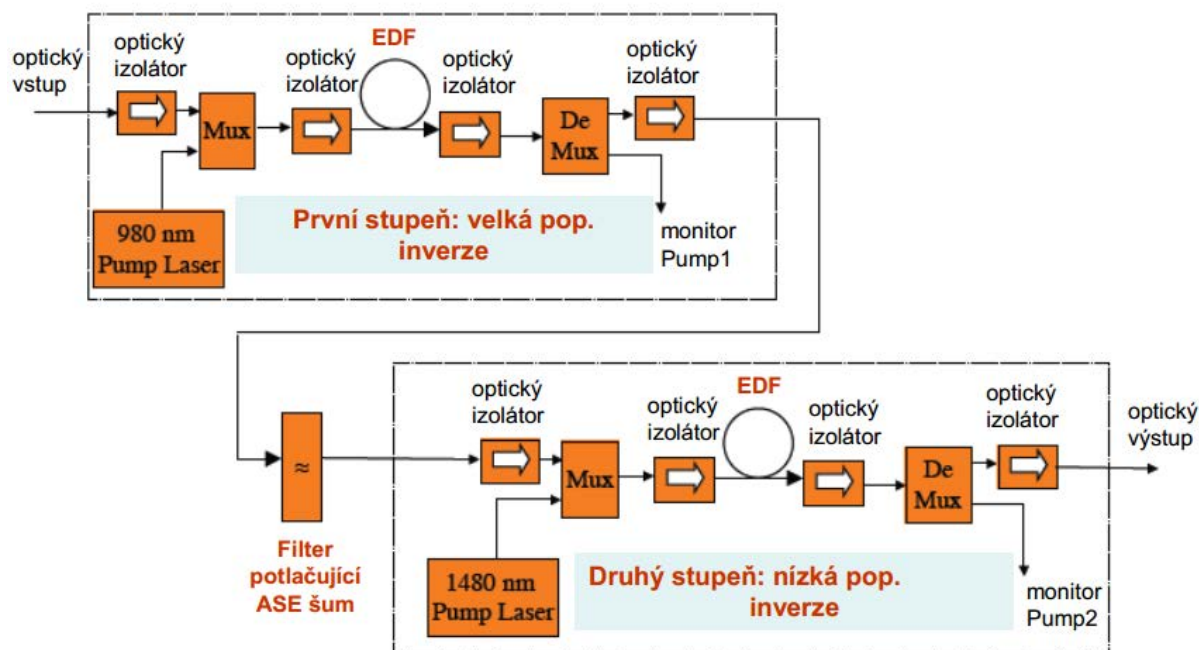 optický
vstup
optický
izolátor
Mux
optický
izolátor
EDF
optický
izolátor
De
Mux
optický
izolátor
980 nm
Pump Laser
První stupeň: velká pop.
inverze
monitor
Pump1
≈
Filter
potlačující
ASE šum
optický
izolátor
Mux
optický
izolátor
EDF
optický
izolátor
De
Mux
optický
izolátor
optický
výstup
1480 nm
Pump Laser
Druhý stupeň: nízká pop.
inverze
monitor
Pump2